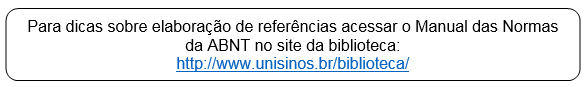 Para dicas sobre elaboração de referências acessar o Manual das Normas
da ABNT no site da biblioteca:
http://www.unisinos.br/biblioteca/